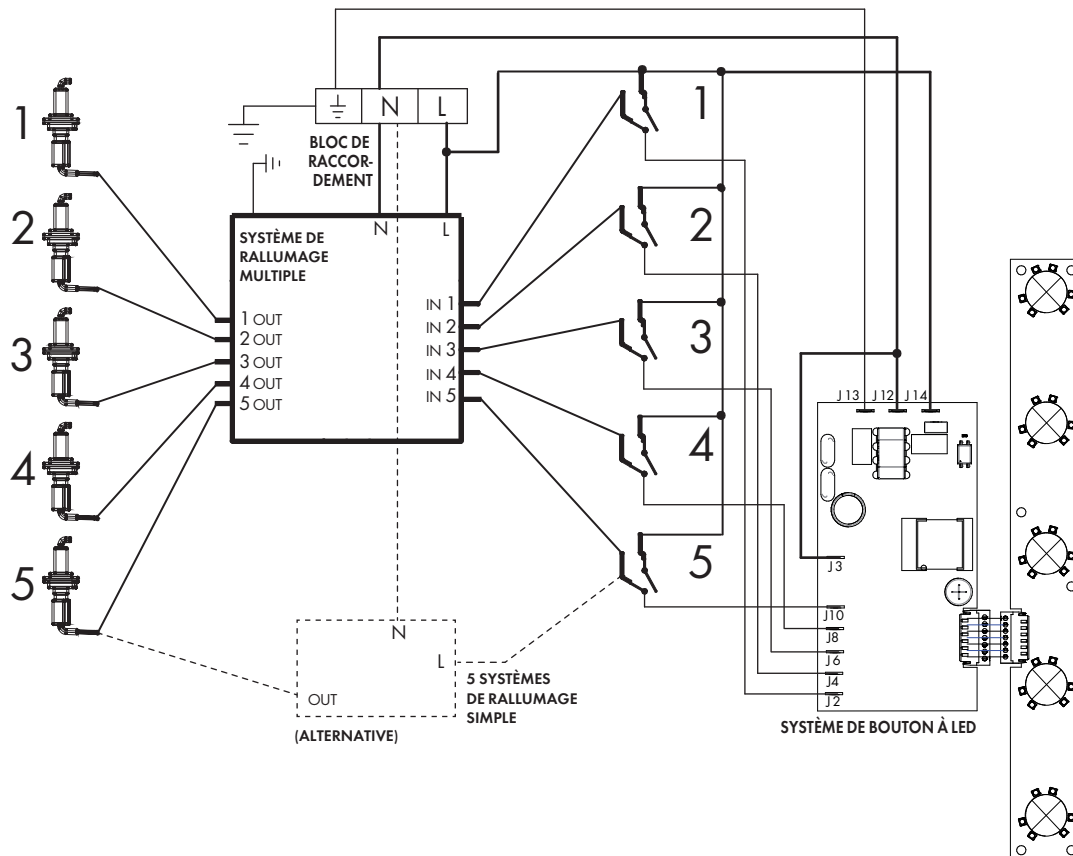 N L
BLOC DE
RACCOR-
DEMENT
1
2
3
4
5
N L
SYSTÈME DE
RALLUMAGE
MULTIPLE
1 OUT
2 OUT
3 OUT
4 OUT
5 OUT
IN 1
IN 2
IN 3
IN 4
IN 5
1
2
3
4
5
N
L
OUT
(ALTERNATIVE)
5 SYSTÈMES
DE RALLUMAGE
SIMPLE
J13 J12 J14
J3
J10
J8
J6
J4
J2
SYSTÈME DE BOUTON À LED